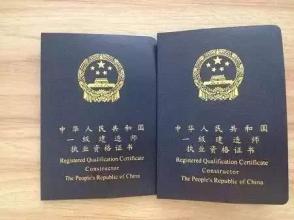 中华人民共和国
一级建造师
执业资格证书
Registered Qualification Certificate
Constructor
The People's Republic of China
中华人民共和国
一级建造师
执业资格证书
Registered Qualification Certificate
Constructor
The People's Republic of China